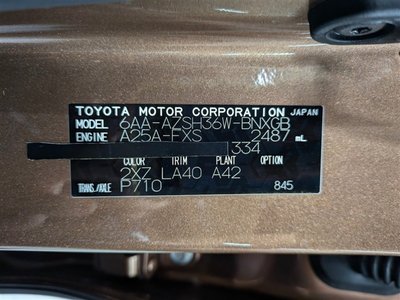 TOYOTA MOTOR CORPORATION JAPAN
MODEL 6AA-AZSH36W-BNXGB
ENGINE A25A-FXS 2487 mL
1334
COLOR TRIM PLANT OPTION
2X7 LA40 A42
TRANS./AXLE P710 845